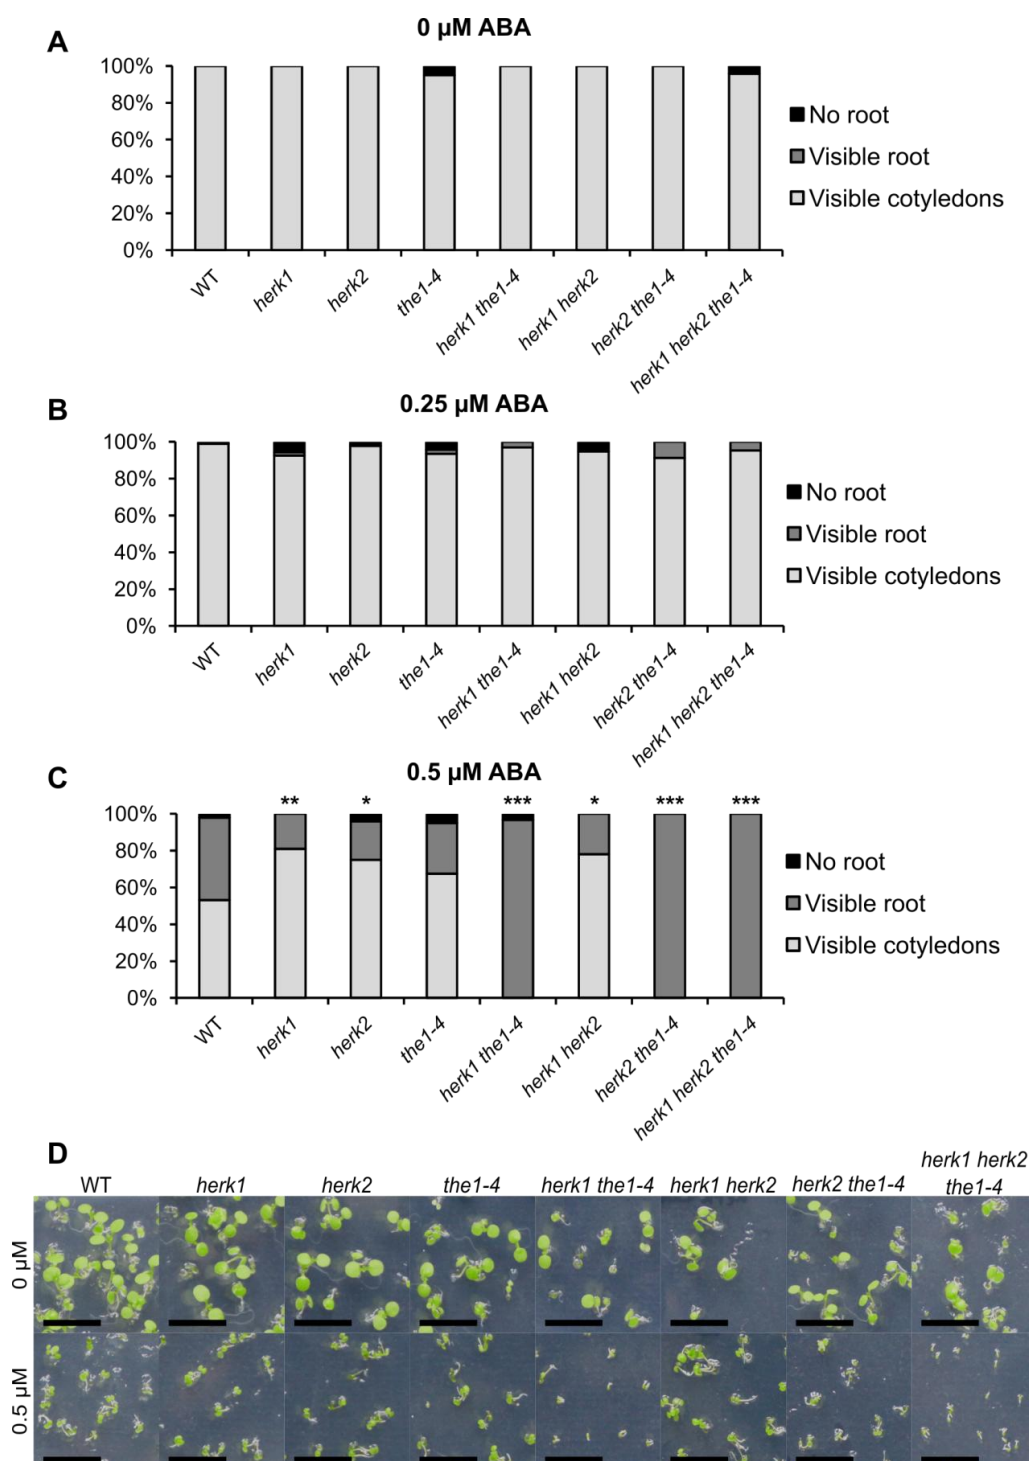 A
0 µM ABA
100%
80%
60%
40%
20%
0%
No root
Visible root
Visible cotyledons
WT
herk1
herk2
the1-4
herk1 the1-4
herk1 herk2
herk2 the1-4
herk1 herk2 the1-4
B
0.25 µM ABA
100%
80%
60%
40%
20%
0%
No root
Visible root
Visible cotyledons
WT
herk1
herk2
the1-4
herk1 the1-4
herk1 herk2
herk2 the1-4
herk1 herk2 the1-4
C
0.5 µM ABA
** * *** * *** ***
100%
80%
60%
40%
20%
0%
No root
Visible root
Visible cotyledons
WT
herk1
herk2
the1-4
herk1 the1-4
herk1 herk2
herk2 the1-4
herk1 herk2 the1-4
D
WT
herk1
herk2
the1-4
herk1 the1-4
herk1 herk2
herk2 the1-4
herk1 herk2
the1-4
0 µM
0.5 µM